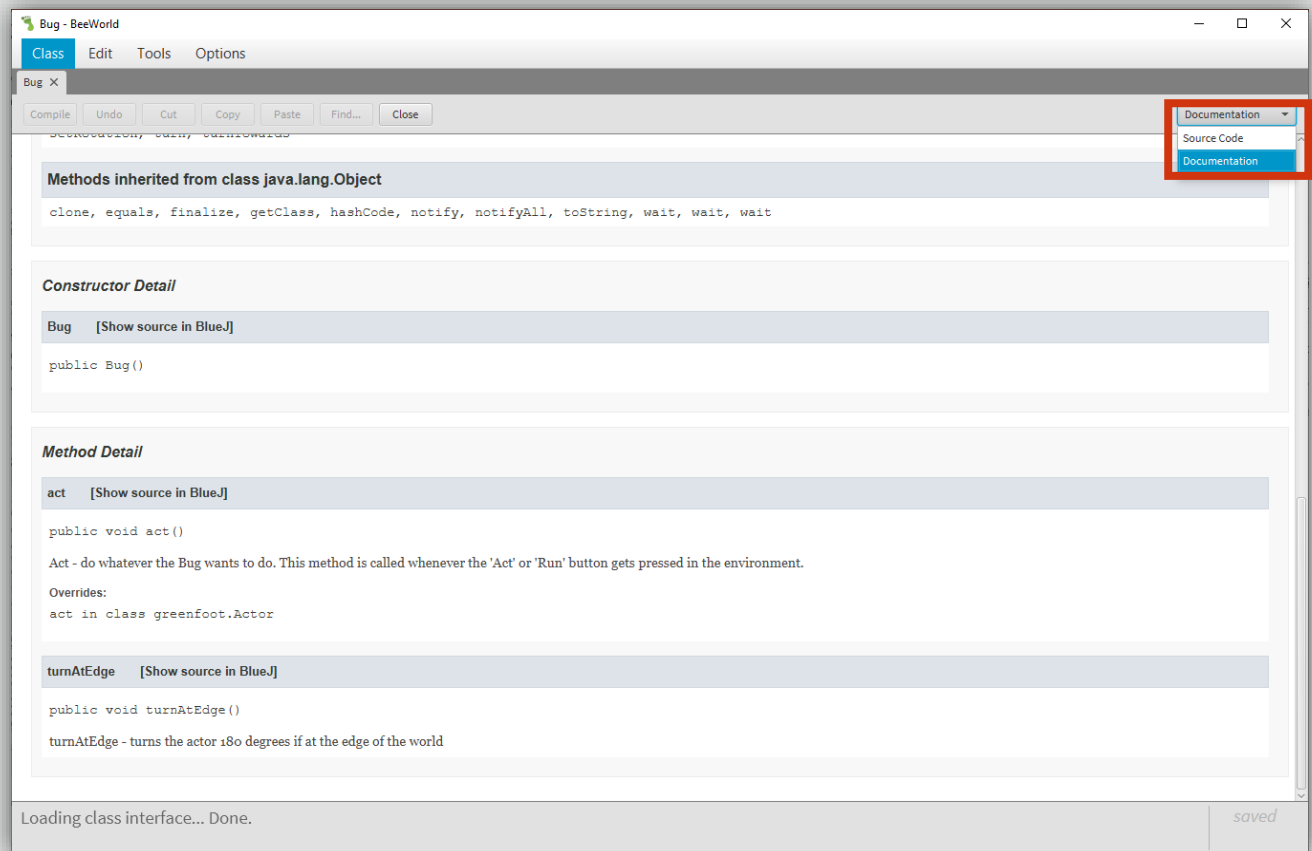 Bug - BeeWorld
Class Edit Tools Options
Bug
Compile Undo Cut Copy Paste Find... Close Documentation
Source Code
Documentation
setRotation, turn, turnTowards
Methods inherited from class java.lang.Object
clone, equals, finalize, getClass, hashCode, notify, notifyAll, toString, wait, wait, wait
Constructor Detail
Bug [Show source in BlueJ]
public Bug()
Method Detail
act [Show source in BlueJ]
public void act()
Act - do whatever the Bug wants to do. This method is called whenever the 'Act' or 'Run' button gets pressed in the environment.
Overrides:
act in class greenfoot.Actor
turnAtEdge [Show source in BlueJ]
public void turnAtEdge()
turnAtEdge - turns the actor 180 degrees if at the edge of the world
Loading class interface... Done.
saved